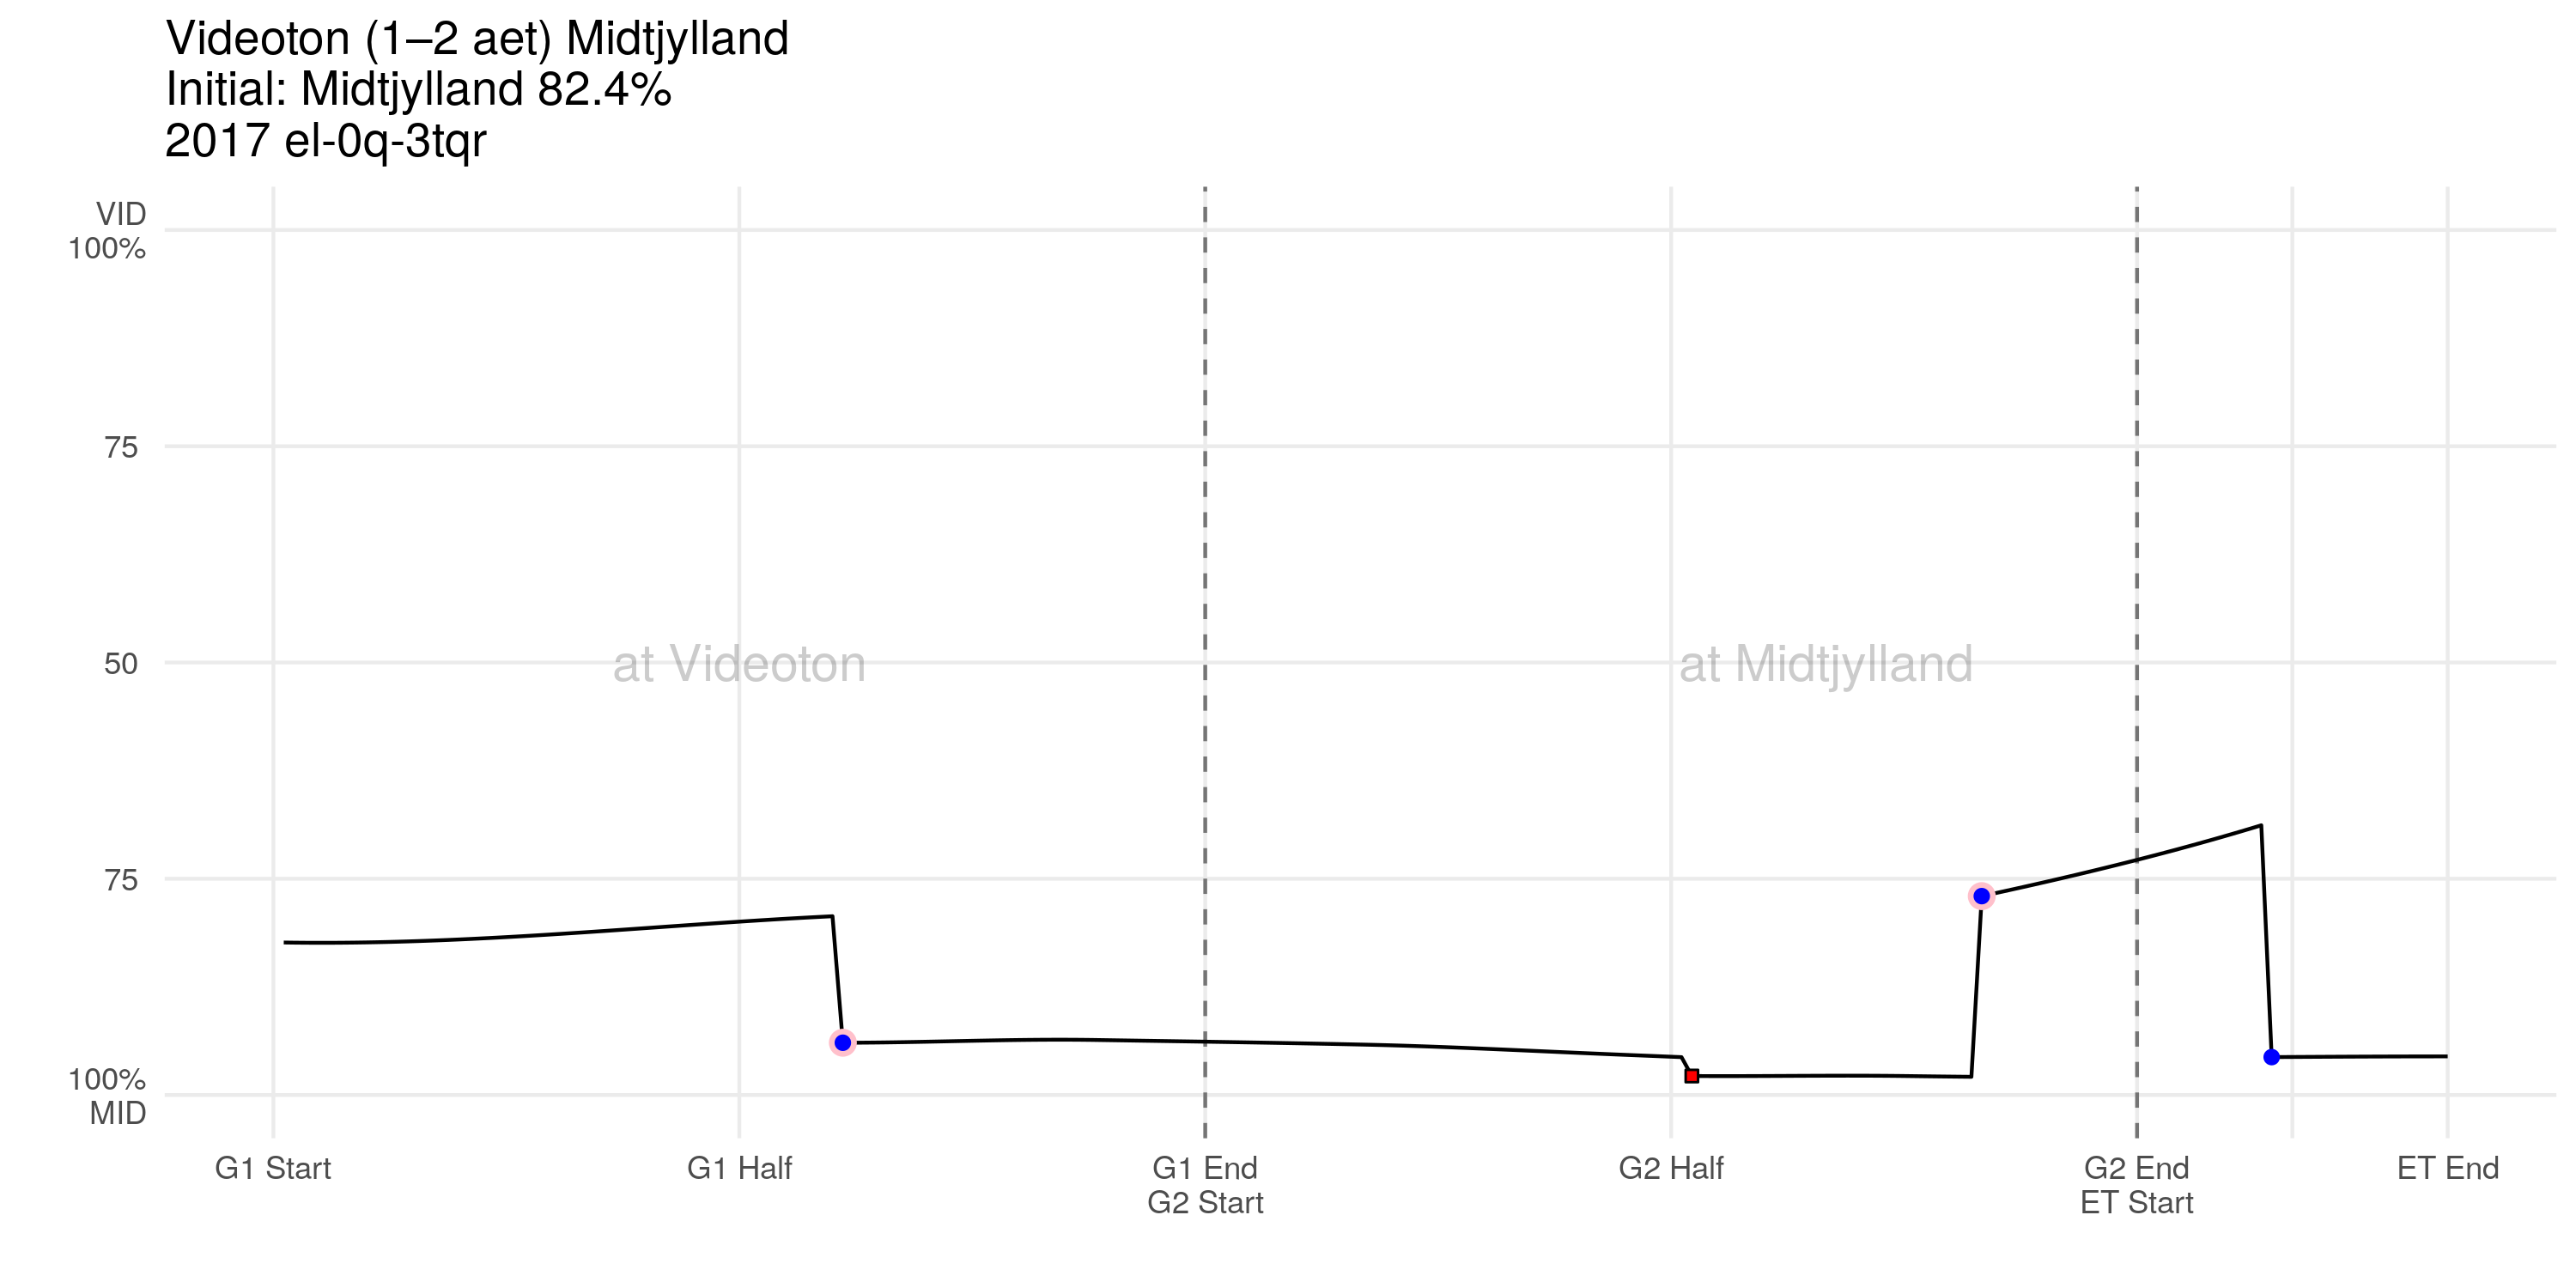 Videoton (1–2 aet) Midtjylland
Initial: Midtjylland 82.4%
2017 el-0q-3tqr
VID
100%
75
50
75
100%
MID
at Videoton
at Midtjylland
G1 Start
G1 Half
G1 End
G2 Start
G2 Half
G2 End
ET Start
ET End